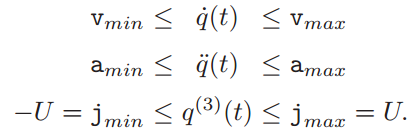 v_min ≤ q̇(t) ≤ v_max
a_min ≤ q̈(t) ≤ a_max
−U = j_min ≤ q^(3)(t) ≤ j_max = U.